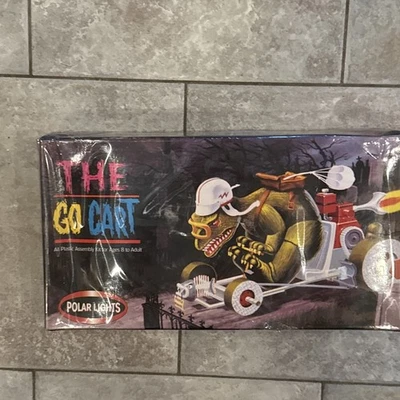 THE
GO CART
All Plastic Assembly Kit for Ages 8 to Adult
POLAR LIGHTS